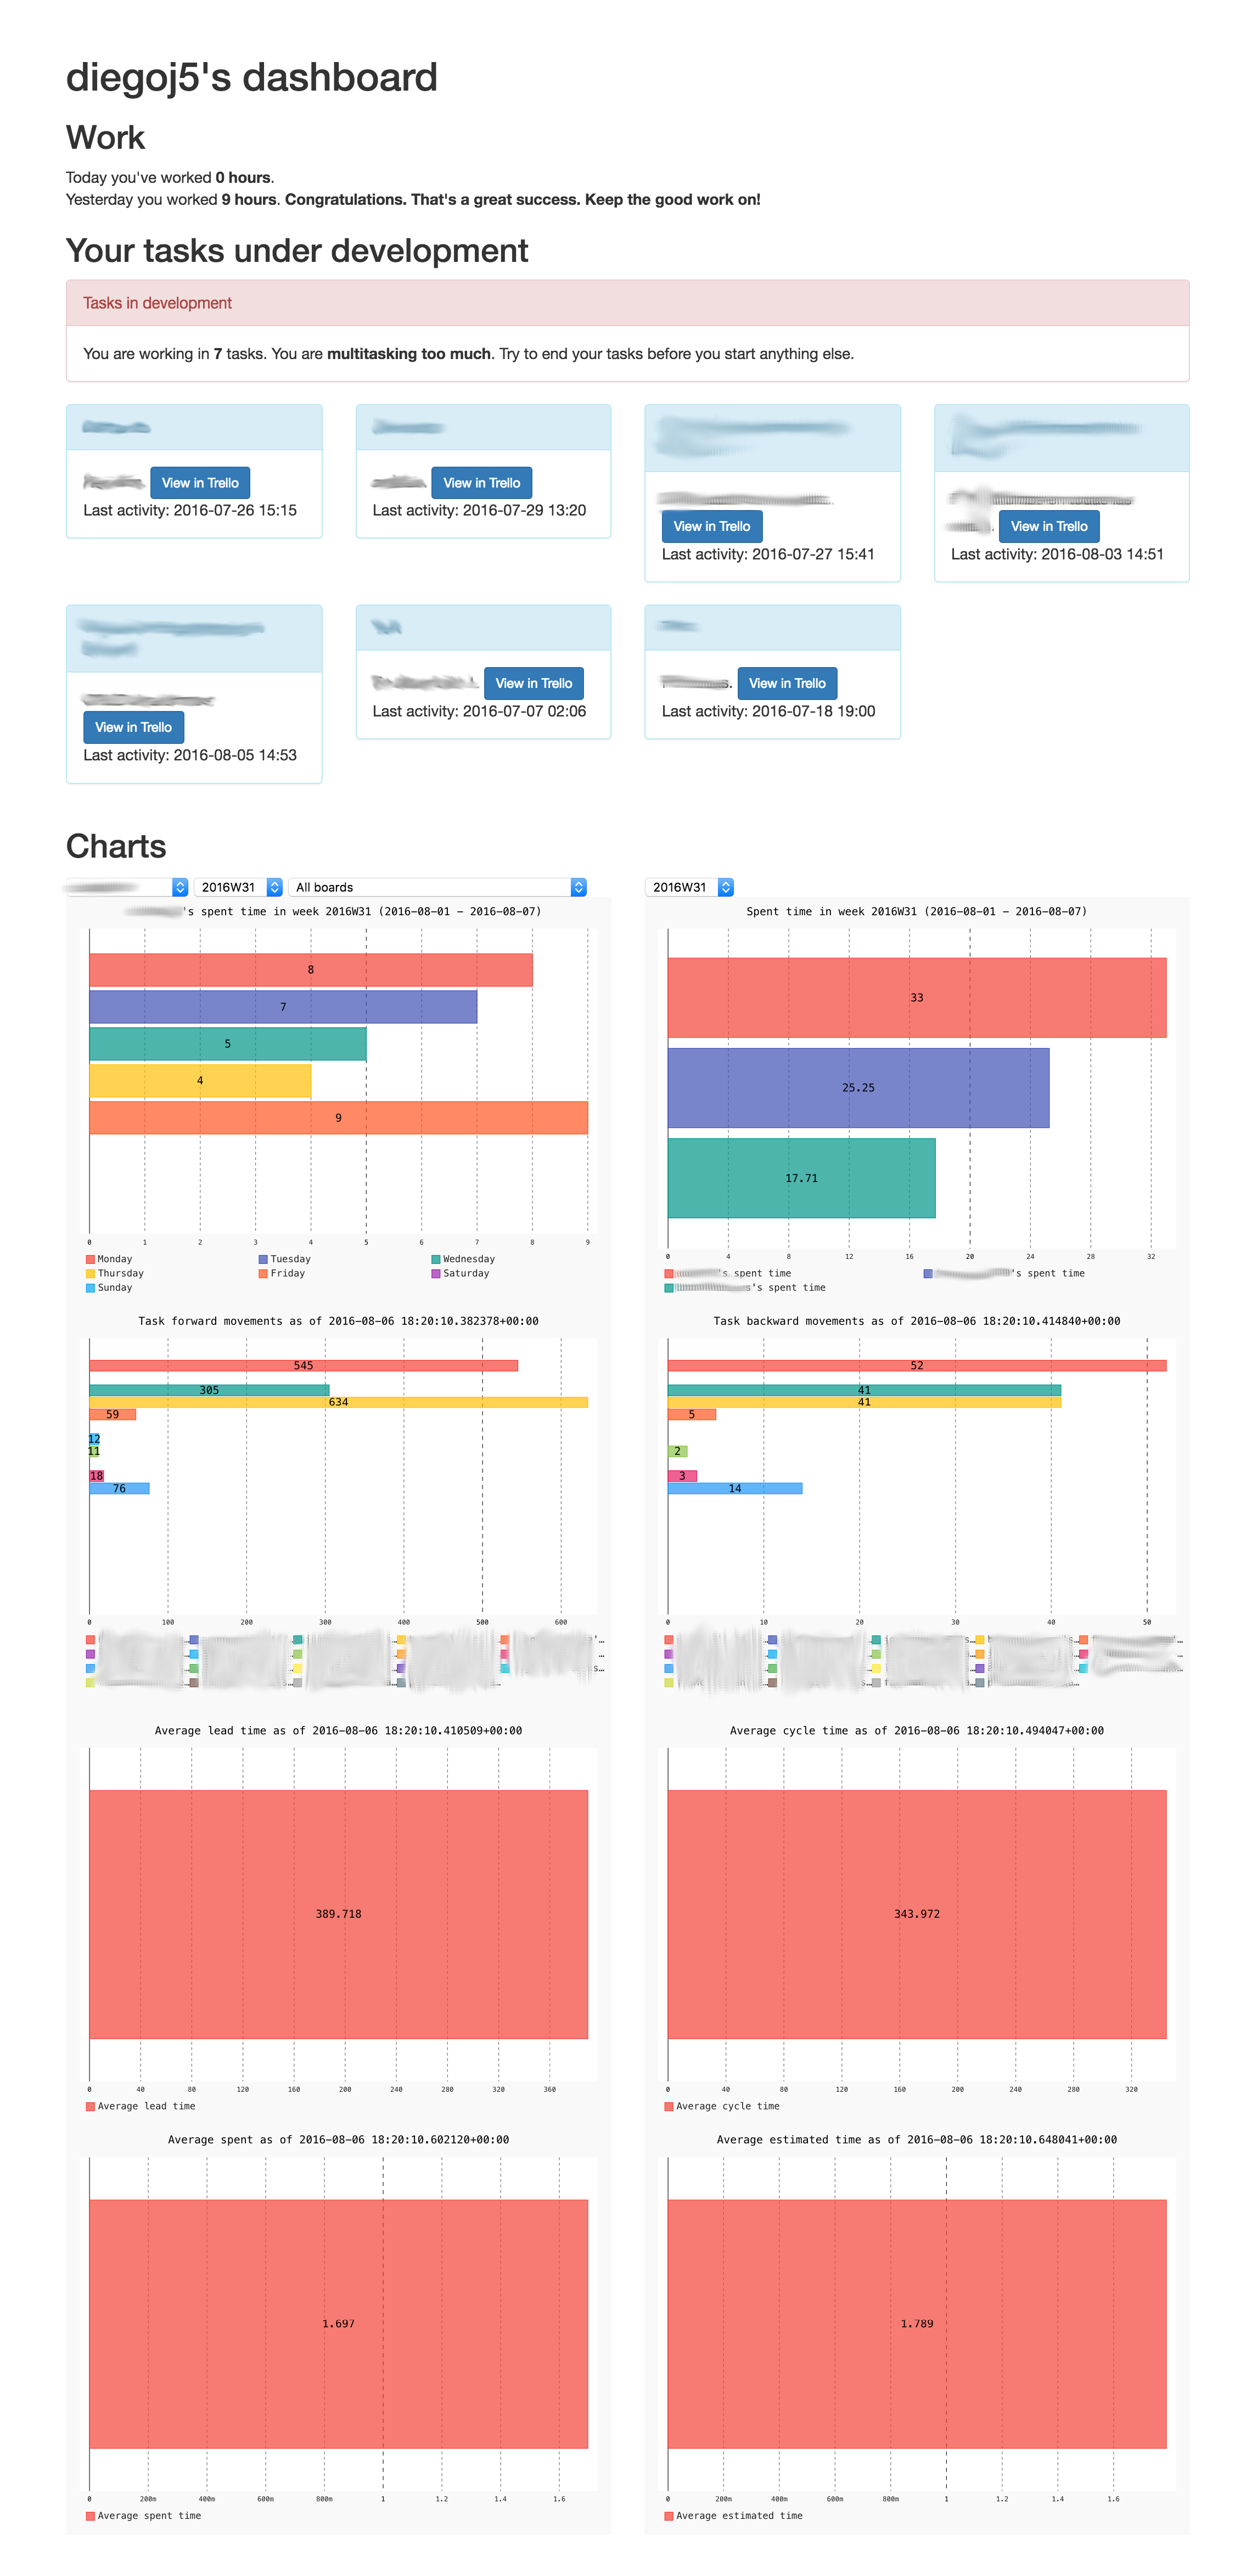 diegoj5's dashboard
Work
Today you've worked 0 hours.
Yesterday you worked 9 hours. Congratulations. That's a great success. Keep the good work on!
Your tasks under development
Tasks in development
You are working in 7 tasks. You are multitasking too much. Try to end your tasks before you start anything else.
View in Trello
Last activity: 2016-07-26 15:15
View in Trello
Last activity: 2016-07-29 13:20
View in Trello
Last activity: 2016-07-27 15:41
View in Trello
Last activity: 2016-08-03 14:51
View in Trello
Last activity: 2016-08-05 14:53
View in Trello
Last activity: 2016-07-07 02:06
View in Trello
Last activity: 2016-07-18 19:00
Charts
2016W31 All boards
's spent time in week 2016W31 (2016-08-01 - 2016-08-07)
8
7
5
4
9
0 1 2 3 4 5 6 7 8 9
Monday Tuesday Wednesday
Thursday Friday Saturday
Sunday
2016W31
Spent time in week 2016W31 (2016-08-01 - 2016-08-07)
33
25.25
17.71
0 4 8 12 16 20 24 28 32
's spent time 's spent time
's spent time
Task forward movements as of 2016-08-06 18:20:10.382378+00:00
545
305
634
59
12
11
18
76
0 100 200 300 400 500 600
Task backward movements as of 2016-08-06 18:20:10.414840+00:00
52
41
41
5
2
3
14
0 10 20 30 40 50
Average lead time as of 2016-08-06 18:20:10.410509+00:00
389.718
0 40 80 120 160 200 240 280 320 360
Average lead time
Average cycle time as of 2016-08-06 18:20:10.494047+00:00
343.972
0 40 80 120 160 200 240 280 320
Average cycle time
Average spent as of 2016-08-06 18:20:10.602120+00:00
1.697
0 200m 400m 600m 800m 1 1.2 1.4 1.6
Average spent time
Average estimated time as of 2016-08-06 18:20:10.648041+00:00
1.789
0 200m 400m 600m 800m 1 1.2 1.4 1.6
Average estimated time